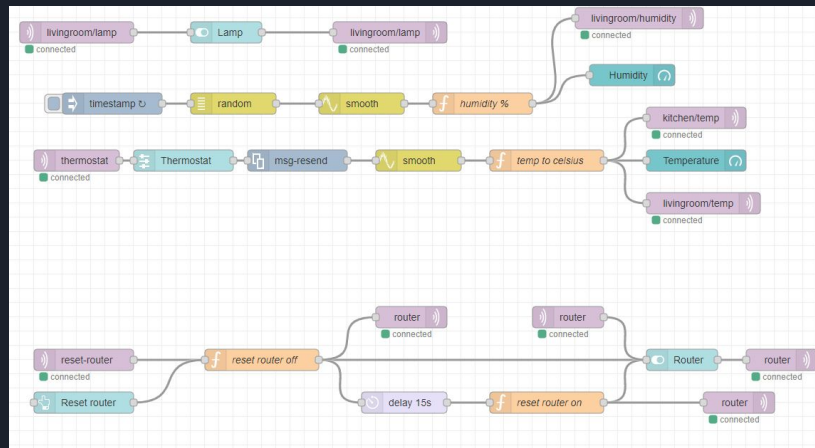 livingroom/humidity
connected
livingroom/lamp
connected
Lamp
livingroom/lamp
connected
Humidity
timestamp ↻
random
smooth
humidity %
kitchen/temp
connected
thermostat
connected
Thermostat
msg-resend
smooth
temp to celsius
Temperature
livingroom/temp
connected
router
connected
router
connected
reset-router
connected
reset router off
Router
router
connected
Reset router
delay 15s
reset router on
router
connected